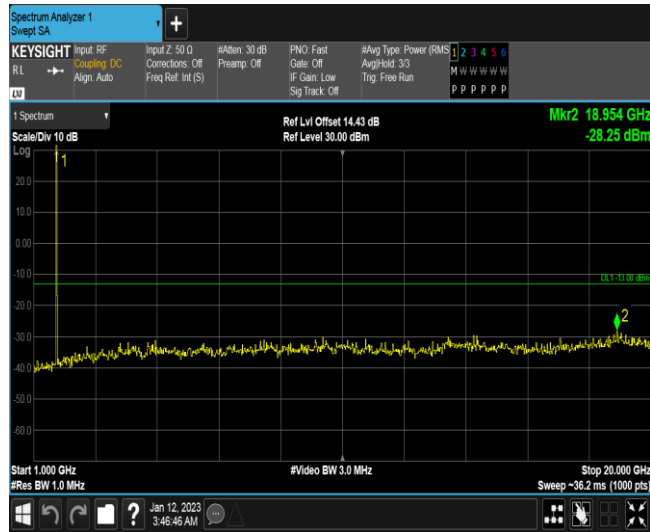 Spectrum Analyzer 1
Swept SA
+
KEYSIGHT
RL
LXI
Input: RF
Coupling: DC
Align: Auto
Input Z: 50 Ω
Corrections: Off
Freq Ref: Int (S)
#Atten: 30 dB
Preamp: Off
PNO: Fast
Gate: Off
IF Gain: Low
Sig Track: Off
#Avg Type: Power (RMS
Avg|Hold: 3/3
Trig: Free Run
1 2 3 4 5 6
M W W W W W
P P P P P P
1 Spectrum
Scale/Div 10 dB
Ref Lvl Offset 14.43 dB
Ref Level 30.00 dBm
Mkr2 18.954 GHz
-28.25 dBm
Log
1
20.0
10.0
0.00
-10.0
DL1 -13.00 dBm
-20.0
2
-30.0
-40.0
-50.0
-60.0
Start 1.000 GHz
#Video BW 3.0 MHz
Stop 20.000 GHz
#Res BW 1.0 MHz
Sweep ~36.2 ms (1000 pts)
?
Jan 12, 2023
3:46:46 AM